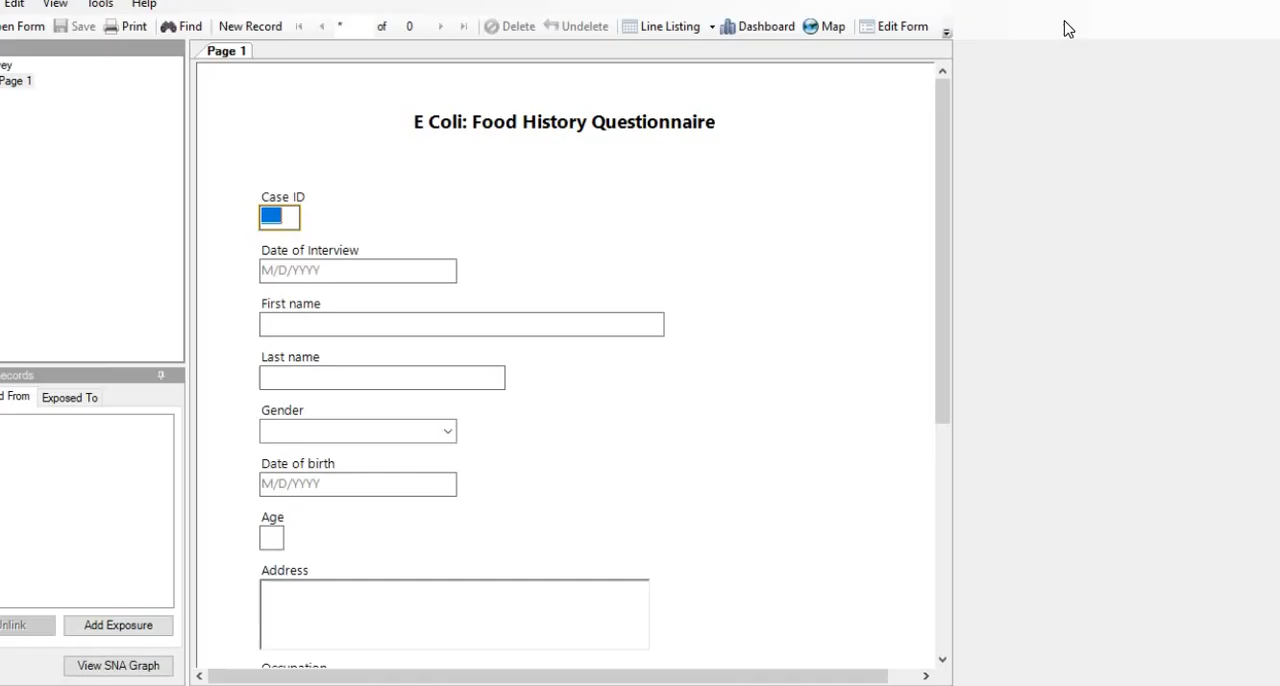 Edit View Tools Help
en Form Save Print Find New Record * of 0 Delete Undelete Line Listing Dashboard Map Edit Form
Page 1
ey
Page 1
E Coli: Food History Questionnaire
Case ID
Date of Interview
M/D/YYYY
First name
Last name
ecords
d From Exposed To
Gender
Date of birth
M/D/YYYY
Age
Address
nlink Add Exposure
View SNA Graph
Occupation